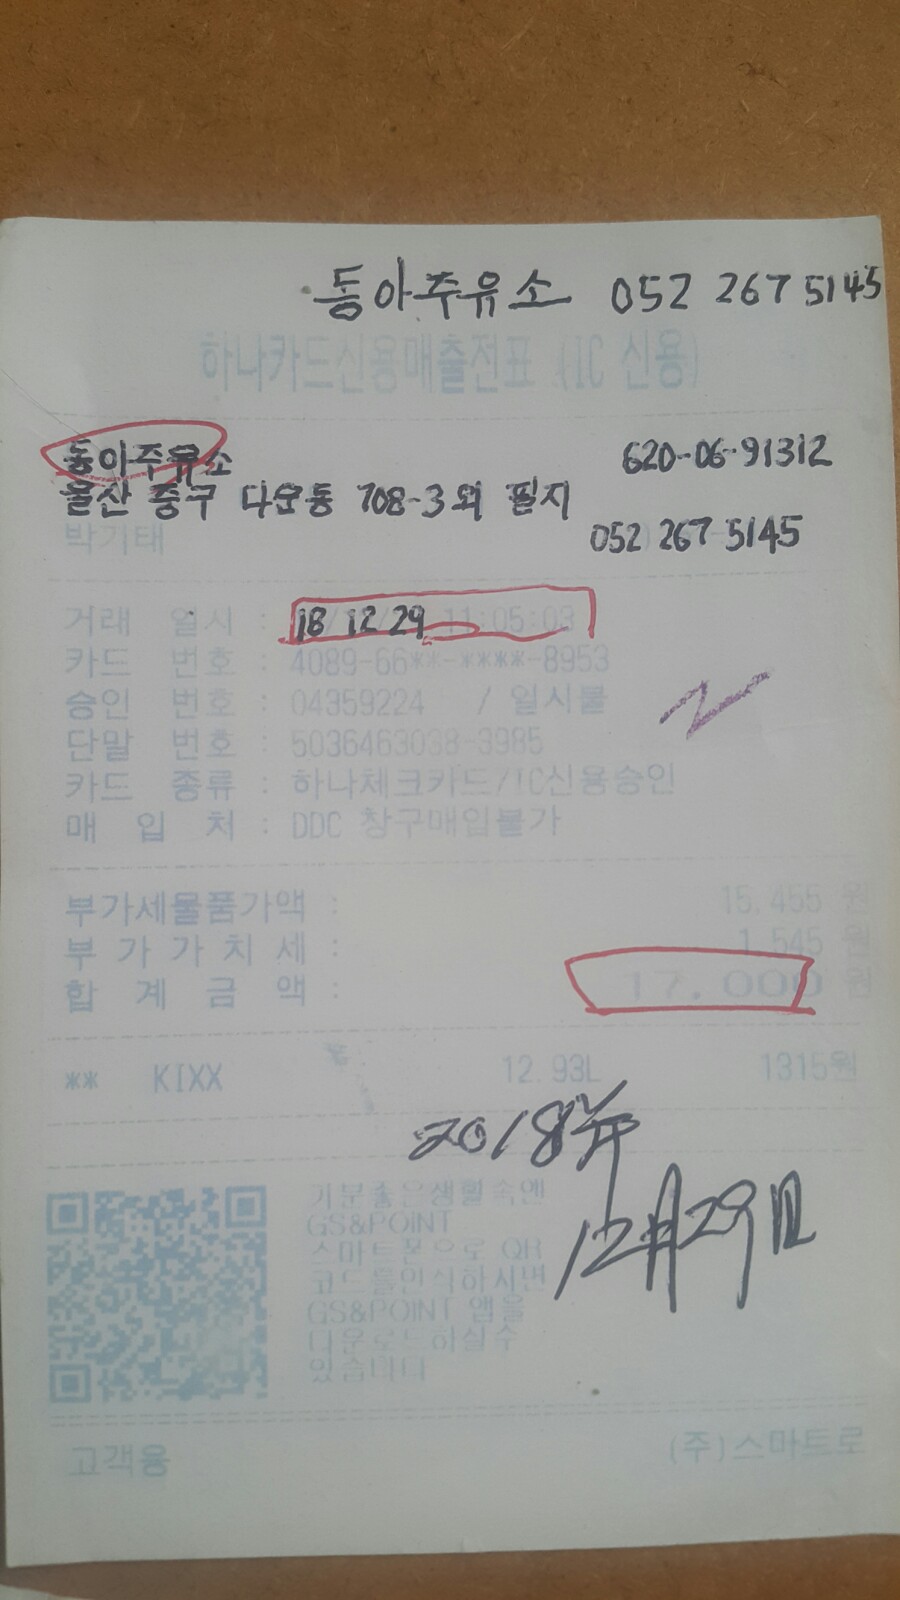 동아주유소 052 267 5145
하나카드신용매출전표 (IC 신용)
동아주유소 620-06-91312
울산 중구 다운동 708-3외 필지
박기태 052 267 5145
거래 일시 : 18 12 29 11:05:03
카드 번호 : 4089-66**-****-8953
승인 번호 : 04359224 / 일시불
단말 번호 : 5036463038-3985
카드 종류 : 하나체크카드/IC신용승인
매 입 처 : DDC 창구매입불가
부가세물품가액 : 15,455 원
부 가 가 치 세 : 1,545 원
합 계 금 액 : 17,000 원
** KIXX 12.93L 1315원
2018年
12月29日
기분좋은생활속엔
GS&POINT
스마트폰으로 QR
코드를인식하시면
GS&POINT 앱을
다운로드하실수
있습니다
고객용 (주)스마트로